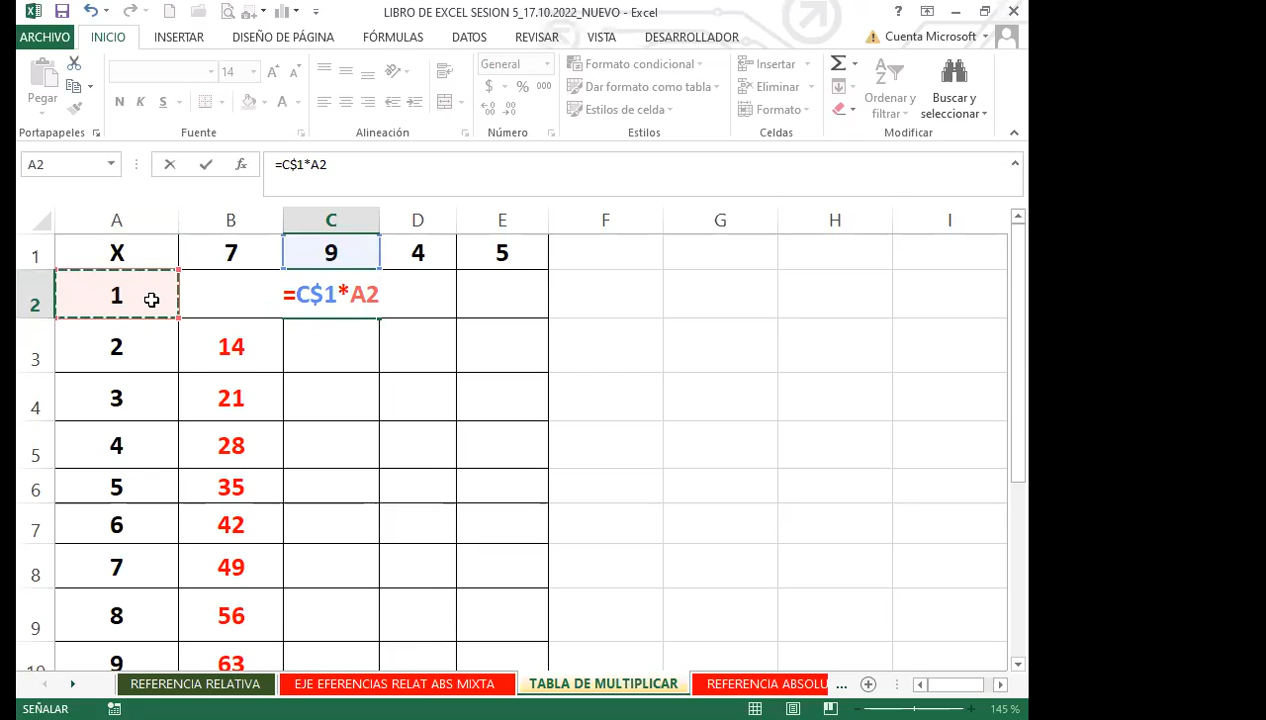 LIBRO DE EXCEL SESION 5_17.10.2022_NUEVO - Excel
ARCHIVO INICIO INSERTAR DISEÑO DE PÁGINA FÓRMULAS DATOS REVISAR VISTA DESARROLLADOR Cuenta Microsoft
Pegar
14
N K S
General
$ % 000
Formato condicional
Dar formato como tabla
Estilos de celda
Insertar
Eliminar
Formato
Ordenar y
filtrar
Buscar y
seleccionar
Portapapeles Fuente Alineación Número Estilos Celdas Modificar
A2 fx =C$1*A2
A B C D E F G H I
1 X 7 9 4 5
2 1 =C$1*A2
3 2 14
4 3 21
5 4 28
6 5 35
7 6 42
8 7 49
9 8 56
10 9 63
REFERENCIA RELATIVA EJE EFERENCIAS RELAT ABS MIXTA TABLA DE MULTIPLICAR REFERENCIA ABSOLU ...
SEÑALAR 145 %